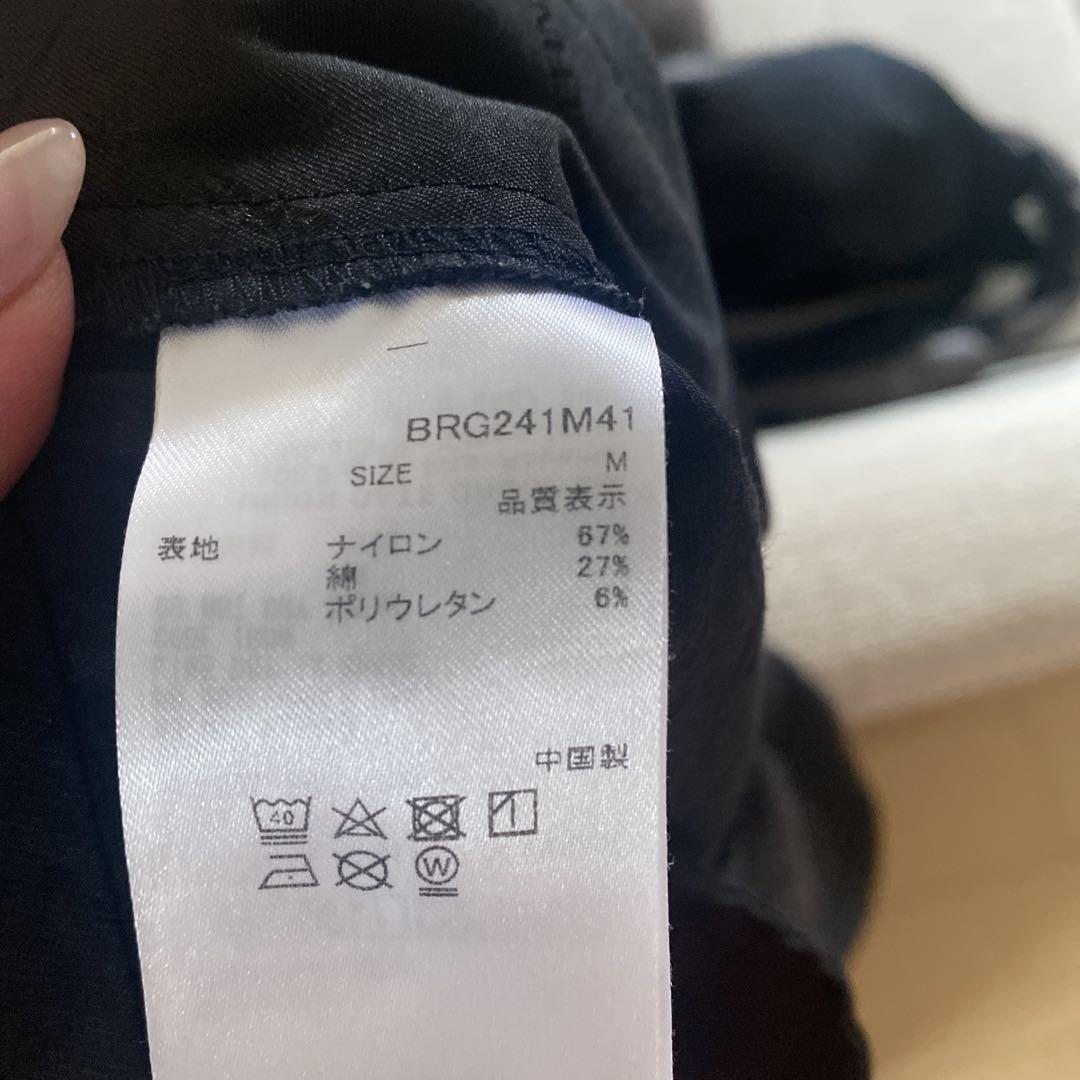 BRG241M41
SIZE M
品質表示
表地 ナイロン 67%
綿 27%
ポリウレタン 6%
中国製
40
W